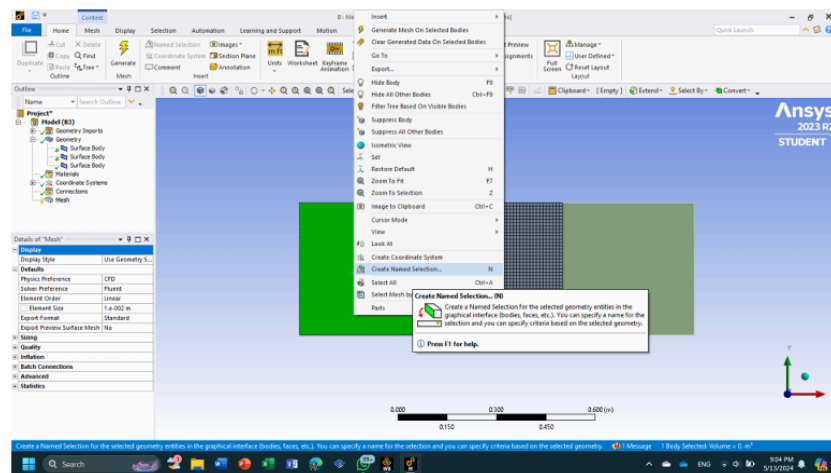 Context
B : Me
File Home Mesh Display Selection Automation Learning and Support Motion
Quick Launch
Duplicate
Cut
Copy
Paste
Delete
Find
Tree
Outline
Generate
Mesh
Named Selection
Coordinate System
Comment
Images
Section Plane
Annotation
Insert
Units Worksheet Keyframe
Animation
Preview
Full
Screen
Manage
User Defined
Reset Layout
Layout
Outline
Name
Search Outline
Clipboard [ Empty ] Extend Select By Convert
Project*
Model (B3)
Geometry Imports
Geometry
Surface Body
Surface Body
Surface Body
Materials
Coordinate Systems
Connections
Mesh
Details of "Mesh"
Display
Display Style Use Geometry S...
Defaults
Physics Preference CFD
Solver Preference Fluent
Element Order Linear
Element Size 1.e-002 m
Export Format Standard
Export Preview Surface Mesh No
Sizing
Quality
Inflation
Batch Connections
Advanced
Statistics
Insert
Generate Mesh On Selected Bodies
Clear Generated Data On Selected Bodies
Go To
Export...
Hide Body F9
Hide All Other Bodies Ctrl+F9
Filter Tree Based On Visible Bodies
Suppress Body
Suppress All Other Bodies
Isometric View
Set
Restore Default H
Zoom To Fit F7
Zoom To Selection Z
Image to Clipboard Ctrl+C
Cursor Mode
View
Look At
Create Coordinate System
Create Named Selection... N
Select All Ctrl+A
Select Mesh by
Parts
Create Named Selection... (N)
Create a Named Selection for the selected geometry entities in the
graphical interface (bodies, faces, etc.). You can specify a name for the
selection and you can specify criteria based on the selected geometry.
Press F1 for help.
Ansys
2023 R2
STUDENT
Y
X
0.000 0.300 0.600 (m)
0.150 0.450
Create a Named Selection for the selected geometry entities in the graphical interface (bodies, faces, etc.). You can specify a name for the selection and you can specify criteria based on the selected geometry. 1 Message 1 Body Selected: Volume = 0. m³
Search
99+
ENG
9:04 PM
5/13/2024